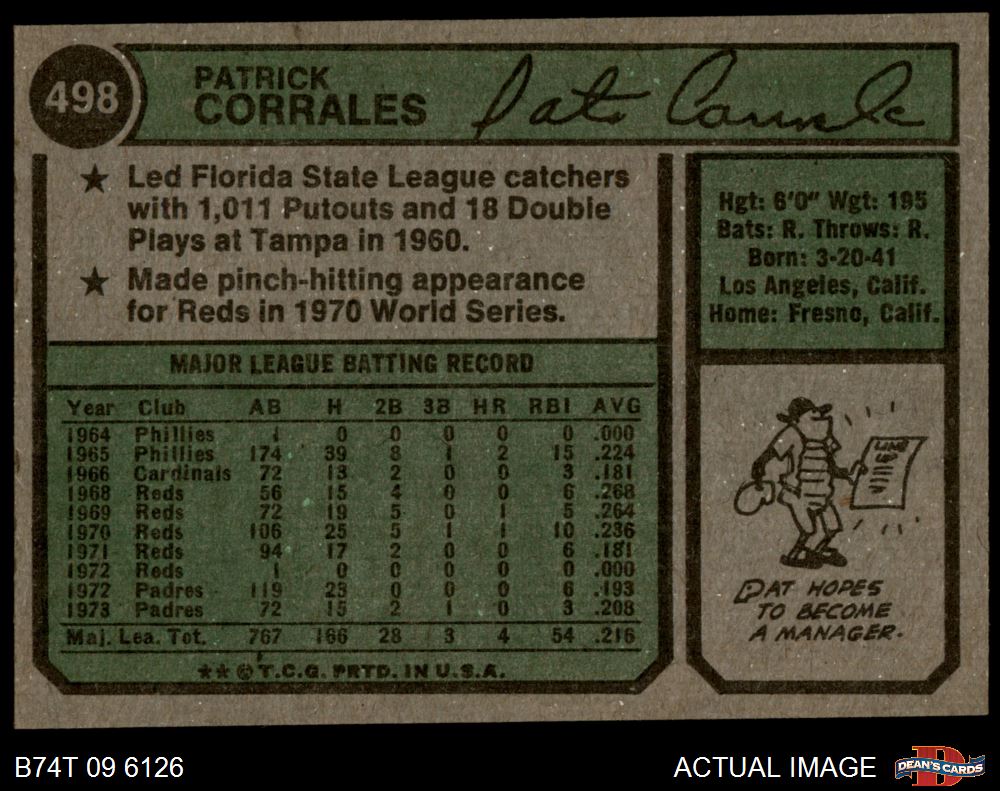 498
PATRICK
CORRALES
Pat Corrales
★ Led Florida State League catchers
with 1,011 Putouts and 18 Double
Plays at Tampa in 1960.
★ Made pinch-hitting appearance
for Reds in 1970 World Series.
Hgt: 6'0" Wgt: 195
Bats: R. Throws: R.
Born: 3-20-41
Los Angeles, Calif.
Home: Fresno, Calif.
MAJOR LEAGUE BATTING RECORD
Year Club AB H 2B 3B HR RBI AVG
1964 Phillies 1 0 0 0 0 0 .000
1965 Phillies 174 39 8 1 2 15 .224
1966 Cardinals 72 13 2 0 0 3 .181
1968 Reds 56 15 4 0 0 6 .268
1969 Reds 72 19 5 0 1 5 .264
1970 Reds 106 25 5 1 1 10 .236
1971 Reds 94 17 2 0 0 6 .181
1972 Reds 1 0 0 0 0 0 .000
1972 Padres 119 23 0 0 0 6 .193
1973 Padres 72 15 2 1 0 3 .208
Maj. Lea. Tot. 767 166 28 3 4 54 .216
★★ © T.C.G. PRTD. IN U.S.A.
LINE
UP
PAT HOPES
TO BECOME
A MANAGER.
B74T 09 6126
ACTUAL IMAGE
DEAN'S CARDS